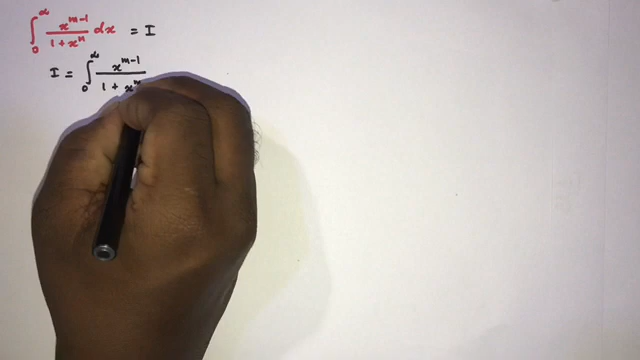 ∫₀^∝ x^(m-1)/(1+x^n) dx = I
I = ∫₀^∝ x^(m-1)/(1+x^n)